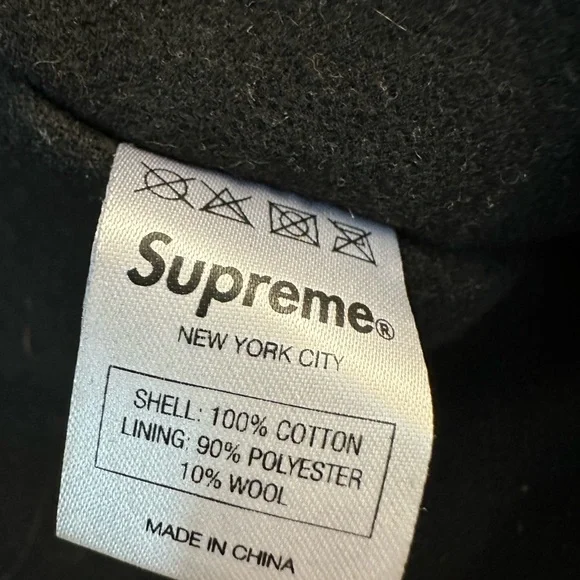 Supreme®
NEW YORK CITY
SHELL: 100% COTTON
LINING: 90% POLYESTER
10% WOOL
MADE IN CHINA